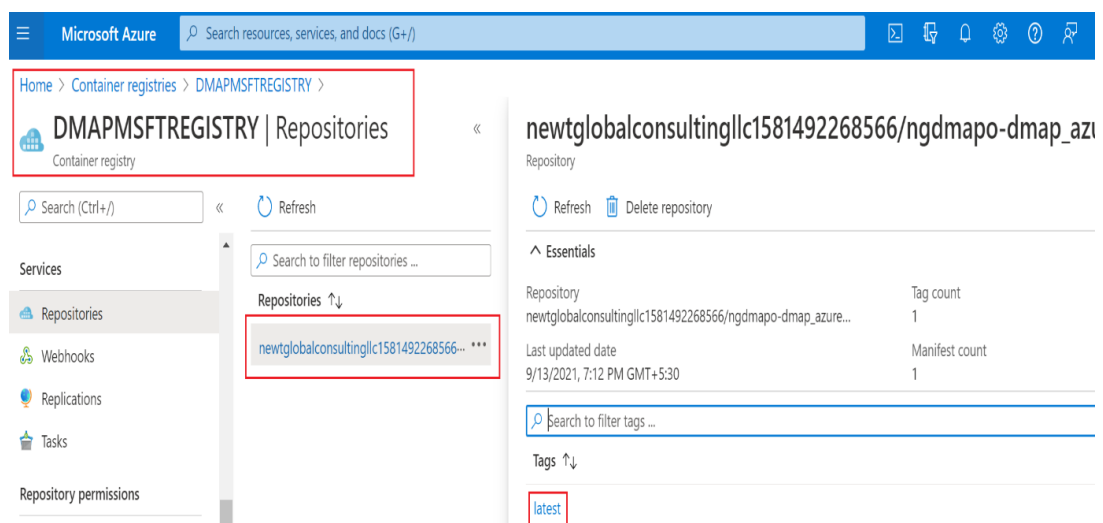 Microsoft Azure
Search resources, services, and docs (G+/)
Home > Container registries > DMAPMSFTREGISTRY >
DMAPMSFTREGISTRY | Repositories
Container registry
Search (Ctrl+/)
Services
Repositories
Webhooks
Replications
Tasks
Repository permissions
Refresh
Search to filter repositories ...
Repositories ↑↓
newtglobalconsultingllc1581492268566... •••
newtglobalconsultingllc1581492268566/ngdmapo-dmap_azu
Repository
Refresh
Delete repository
Essentials
Repository
newtglobalconsultingllc1581492268566/ngdmapo-dmap_azure...
Tag count
1
Last updated date
9/13/2021, 7:12 PM GMT+5:30
Manifest count
1
Search to filter tags ...
Tags ↑↓
latest